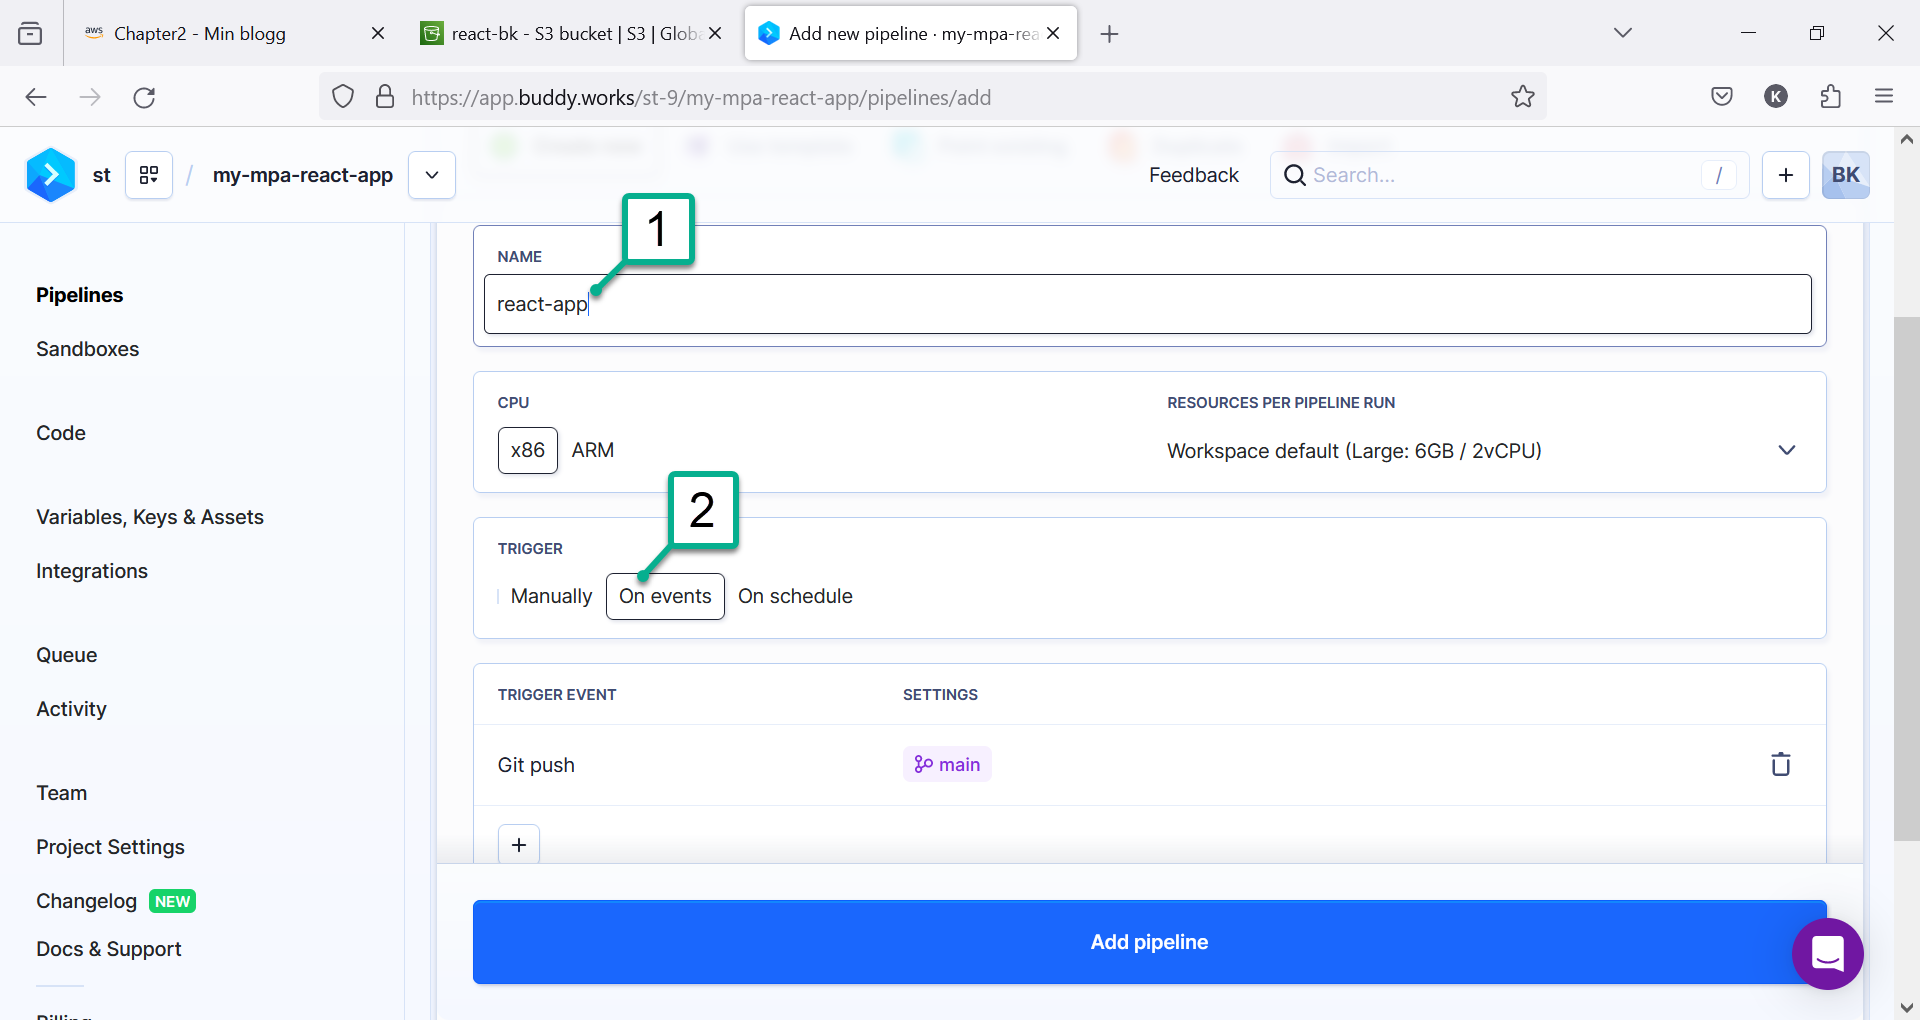 Chapter2 - Min blogg
react-bk - S3 bucket | S3 | Glob
Add new pipeline · my-mpa-rea
https://app.buddy.works/st-9/my-mpa-react-app/pipelines/add
K
st / my-mpa-react-app
Feedback
Search...
/
BK
Pipelines
Sandboxes
Code
Variables, Keys & Assets
Integrations
Queue
Activity
Team
Project Settings
Changelog NEW
Docs & Support
1
NAME
react-app
CPU
x86 ARM
RESOURCES PER PIPELINE RUN
Workspace default (Large: 6GB / 2vCPU)
2
TRIGGER
Manually On events On schedule
TRIGGER EVENT SETTINGS
Git push main
+
Add pipeline